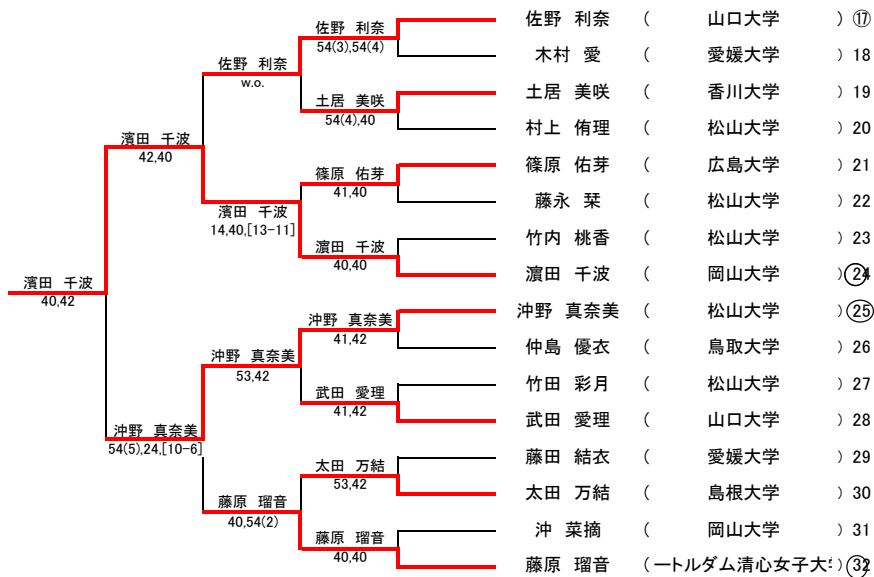 佐野 利奈 ( 山口大学 ) ⑰
佐野 利奈
54(3),54(4)
木村 愛 ( 愛媛大学 ) 18
佐野 利奈
w.o.
土居 美咲 ( 香川大学 ) 19
土居 美咲
54(4),40
村上 侑理 ( 松山大学 ) 20
濱田 千波
42,40
篠原 佑芽 ( 広島大学 ) 21
篠原 佑芽
41,40
藤永 栞 ( 松山大学 ) 22
濱田 千波
14,40,[13-11]
竹内 桃香 ( 松山大学 ) 23
濵田 千波
40,40
濵田 千波 ( 岡山大学 ) 24
濱田 千波
40,42
沖野 真奈美 ( 松山大学 ) 25
沖野 真奈美
41,42
仲島 優衣 ( 鳥取大学 ) 26
沖野 真奈美
53,42
竹田 彩月 ( 松山大学 ) 27
武田 愛理
41,42
武田 愛理 ( 山口大学 ) 28
沖野 真奈美
54(5),24,[10-6]
藤田 結衣 ( 愛媛大学 ) 29
太田 万結
53,42
太田 万結 ( 島根大学 ) 30
藤原 瑠音
40,54(2)
沖 菜摘 ( 岡山大学 ) 31
藤原 瑠音
40,40
藤原 瑠音 (ートルダム清心女子大 ) 32